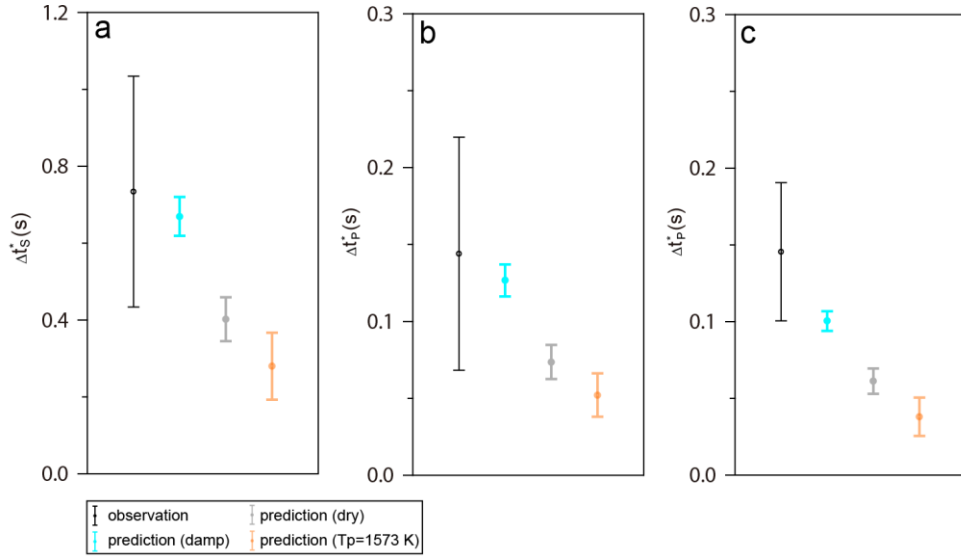 a
b
c
1.2
0.8
0.4
0.0
Δt*S(s)
0.3
0.2
0.1
0.0
Δt*P(s)
0.3
0.2
0.1
0.0
Δt*P(s)
observation
prediction (dry)
prediction (damp)
prediction (Tp=1573 K)